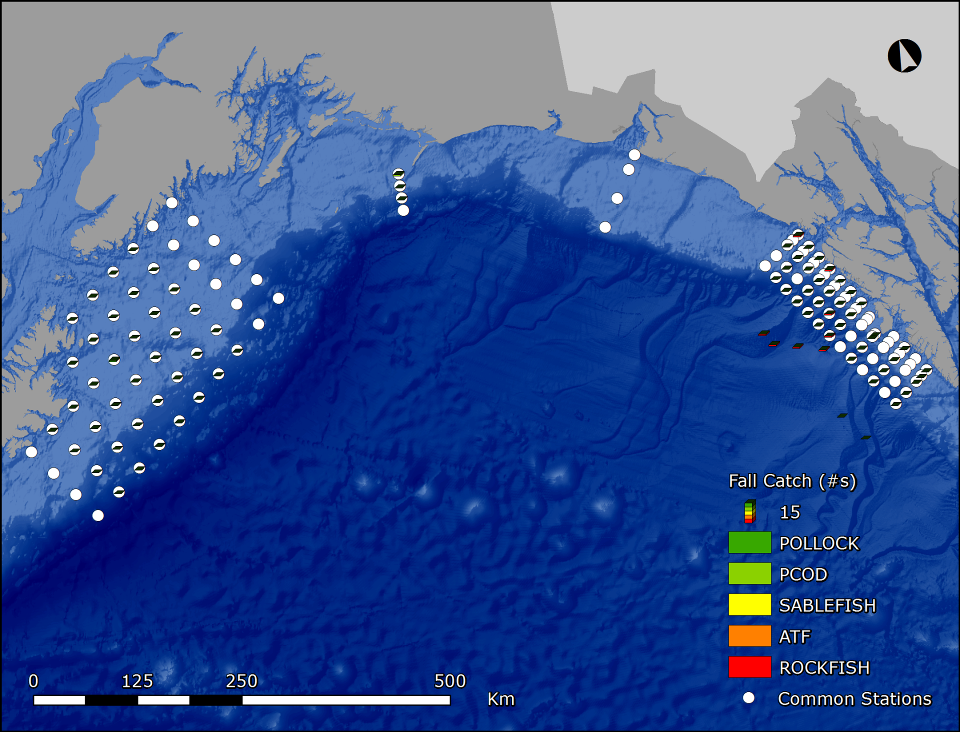 Fall Catch (#s)
15
POLLOCK
PCOD
SABLEFISH
ATF
ROCKFISH
Common Stations
0 125 250 500
Km